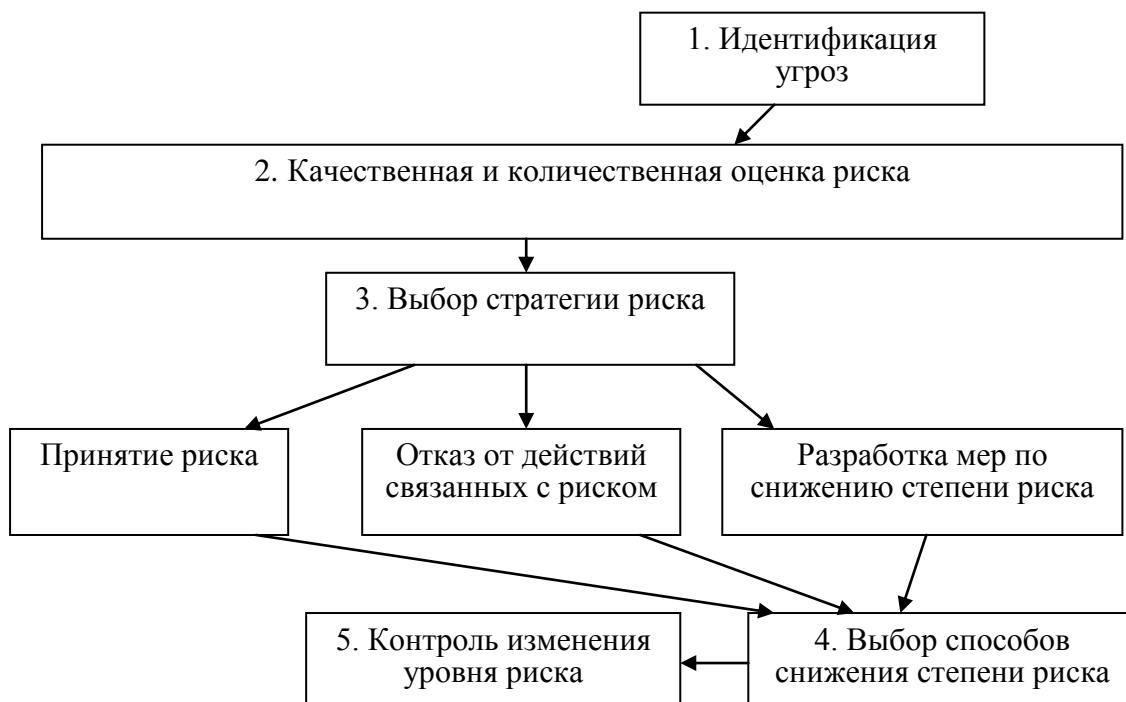 1. Идентификация
угроз
2. Качественная и количественная оценка риска
3. Выбор стратегии риска
Принятие риска
Отказ от действий
связанных с риском
Разработка мер по
снижению степени риска
5. Контроль изменения
уровня риска
4. Выбор способов
снижения степени риска